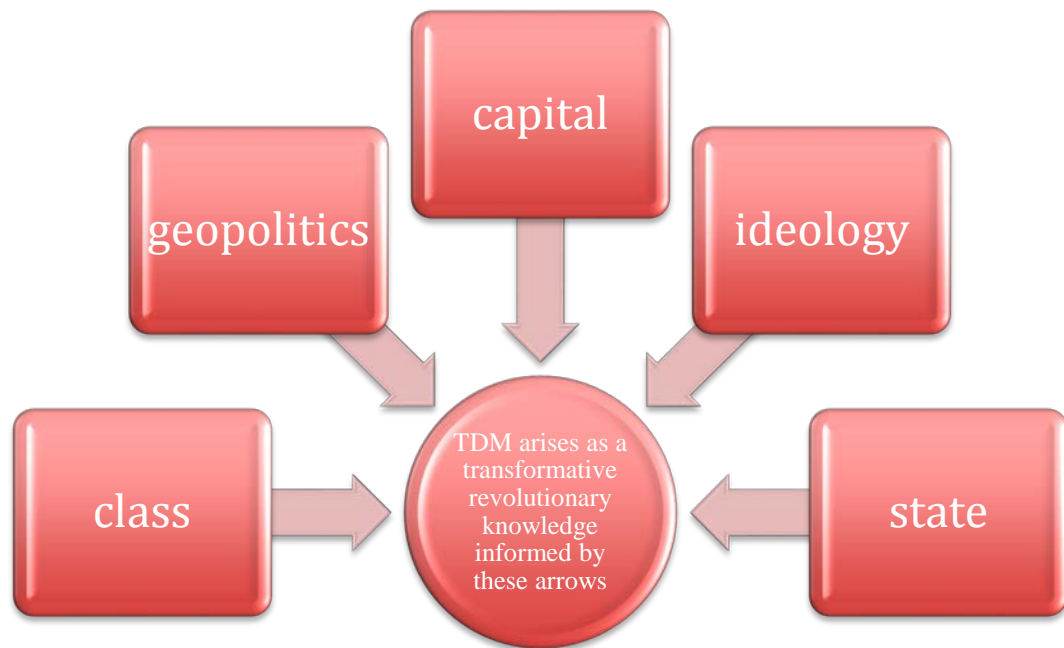 capital
geopolitics
ideology
class
TDM arises as a
transformative
revolutionary
knowledge
informed by
these arrows
state